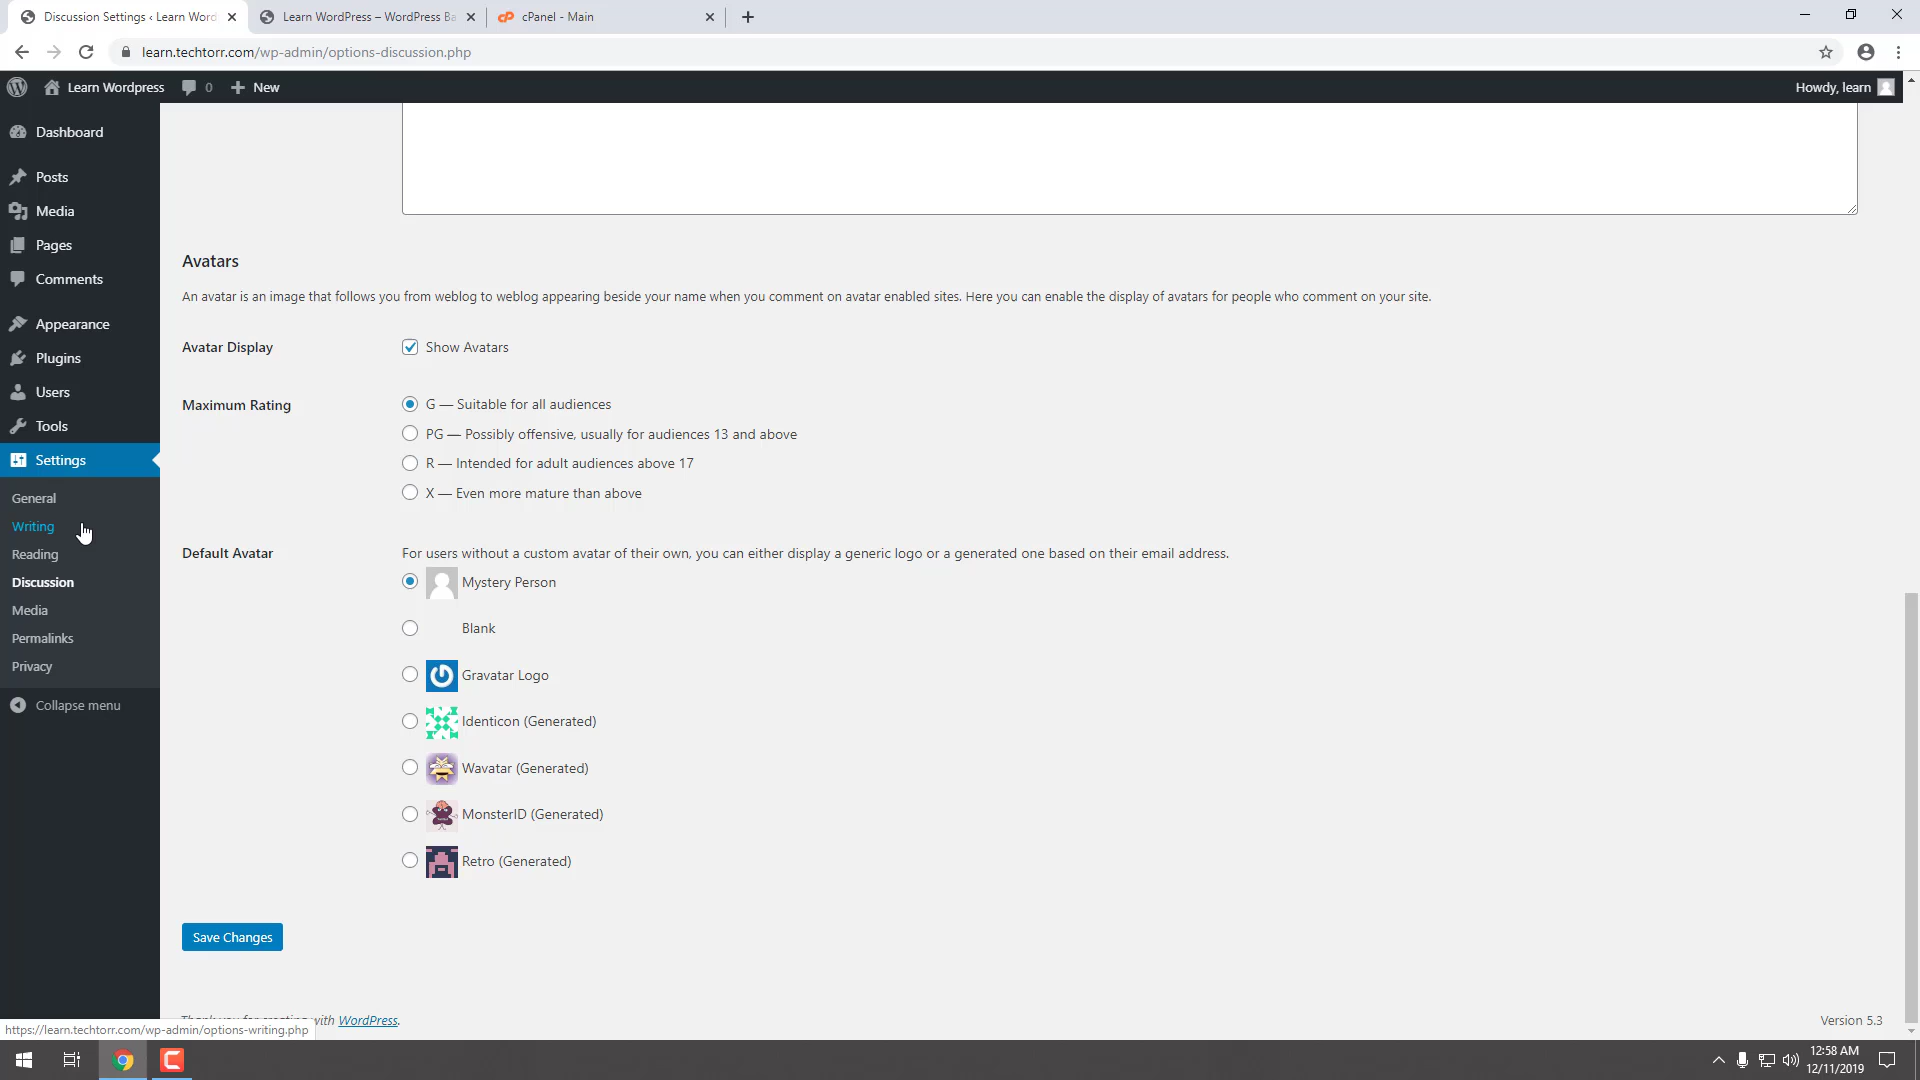 Discussion Settings ‹ Learn Word
Learn WordPress – WordPress Ba
cPanel - Main
learn.techtorr.com/wp-admin/options-discussion.php
Learn Wordpress
0
New
Howdy, learn
Dashboard
Posts
Media
Pages
Comments
Appearance
Plugins
Users
Tools
Settings
General
Writing
Reading
Discussion
Media
Permalinks
Privacy
Collapse menu
Avatars
An avatar is an image that follows you from weblog to weblog appearing beside your name when you comment on avatar enabled sites. Here you can enable the display of avatars for people who comment on your site.
Avatar Display
Show Avatars
Maximum Rating
G — Suitable for all audiences
PG — Possibly offensive, usually for audiences 13 and above
R — Intended for adult audiences above 17
X — Even more mature than above
Default Avatar
For users without a custom avatar of their own, you can either display a generic logo or a generated one based on their email address.
Mystery Person
Blank
Gravatar Logo
Identicon (Generated)
Wavatar (Generated)
MonsterID (Generated)
Retro (Generated)
Save Changes
Thank you for creating with WordPress.
Version 5.3
https://learn.techtorr.com/wp-admin/options-writing.php
12:58 AM
12/11/2019